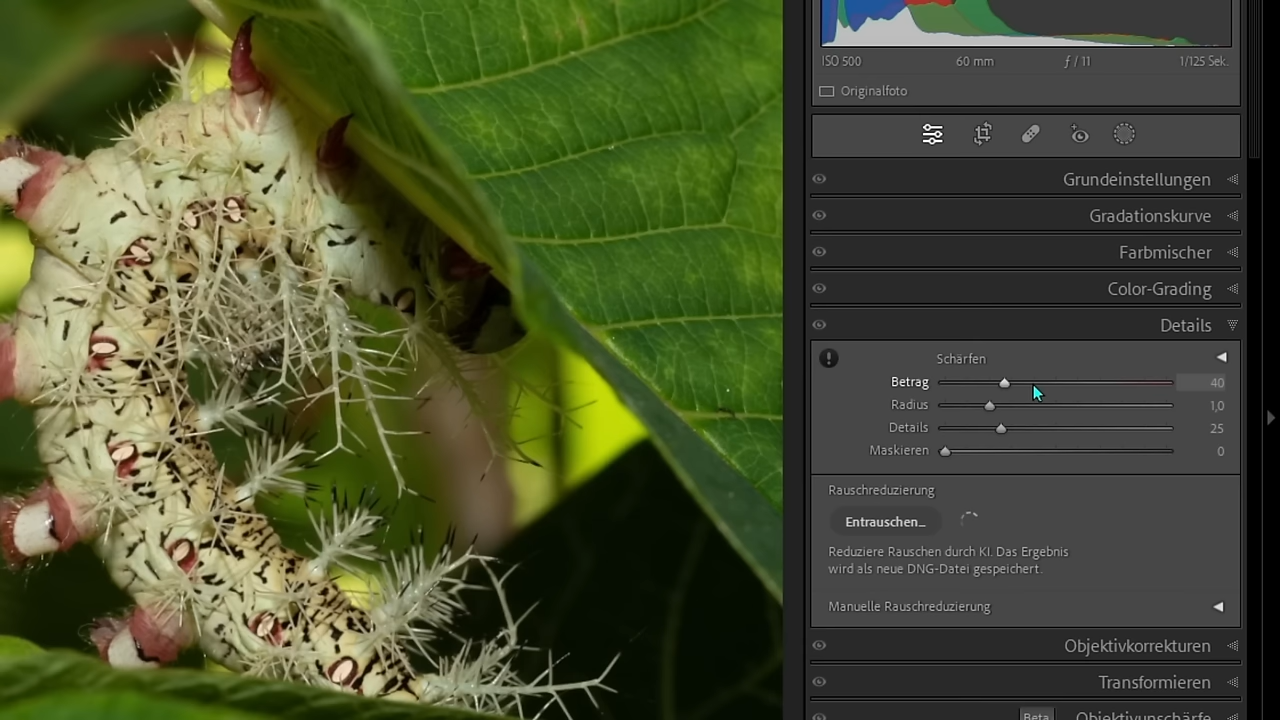 ISO 500 60 mm ƒ / 11 1/125 Sek.
Originalfoto
Grundeinstellungen
Gradationskurve
Farbmischer
Color-Grading
Details
Schärfen
Betrag 40
Radius 1,0
Details 25
Maskieren 0
Rauschreduzierung
Entrauschen...
Reduziere Rauschen durch KI. Das Ergebnis
wird als neue DNG-Datei gespeichert.
Manuelle Rauschreduzierung
Objektivkorrekturen
Transformieren
Beta Objektivunschärfe